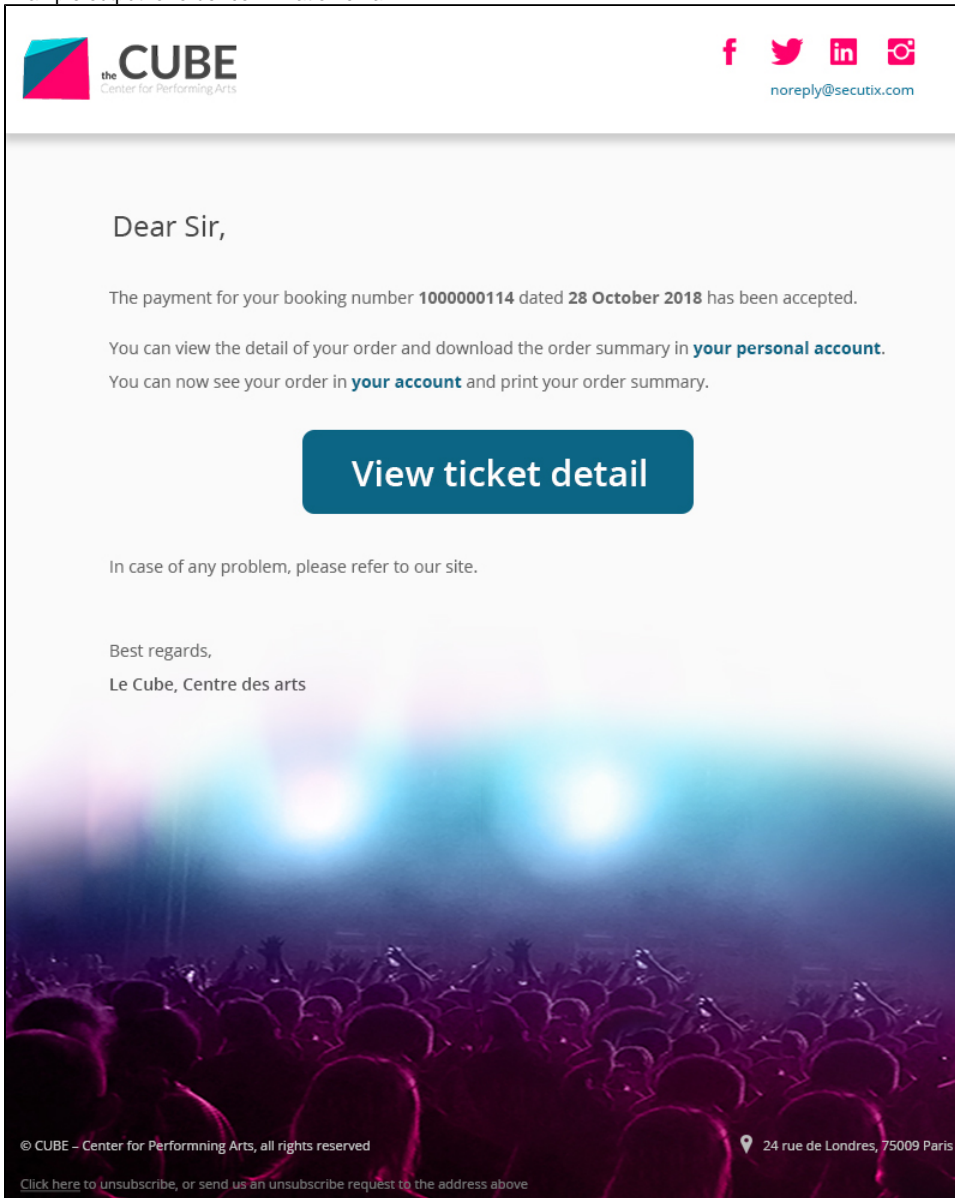 the CUBE
Center for Performing Arts
noreply@secutix.com
Dear Sir,
The payment for your booking number 1000000114 dated 28 October 2018 has been accepted.
You can view the detail of your order and download the order summary in your personal account.
You can now see your order in your account and print your order summary.
View ticket detail
In case of any problem, please refer to our site.
Best regards,
Le Cube, Centre des arts
© CUBE – Center for Performning Arts, all rights reserved
24 rue de Londres, 75009 Paris
Click here to unsubscribe, or send us an unsubscribe request to the address above